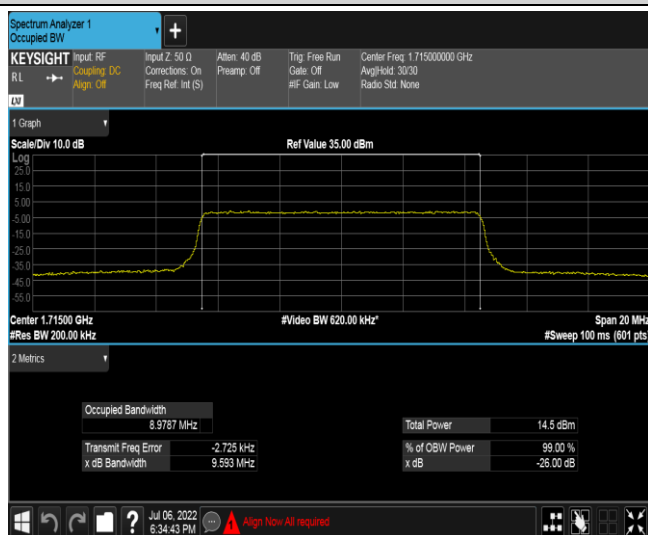 Spectrum Analyzer 1
Occupied BW
+
KEYSIGHT
RL
LXI
Input: RF
Coupling: DC
Align: Off
Input Z: 50 Ω
Corrections: On
Freq Ref: Int (S)
Atten: 40 dB
Preamp: Off
Trig: Free Run
Gate: Off
#IF Gain: Low
Center Freq: 1.715000000 GHz
Avg|Hold: 30/30
Radio Std: None
1 Graph
Scale/Div 10.0 dB
Ref Value 35.00 dBm
Log
25.0
15.0
5.00
-5.00
-15.0
-25.0
-35.0
-45.0
-55.0
Center 1.71500 GHz
#Video BW 620.00 kHz*
Span 20 MHz
#Res BW 200.00 kHz
#Sweep 100 ms (601 pts)
2 Metrics
Occupied Bandwidth
8.9787 MHz
Total Power 14.5 dBm
Transmit Freq Error -2.725 kHz
% of OBW Power 99.00 %
x dB Bandwidth 9.593 MHz
x dB -26.00 dB
?
Jul 06, 2022
6:34:43 PM
Align Now All required